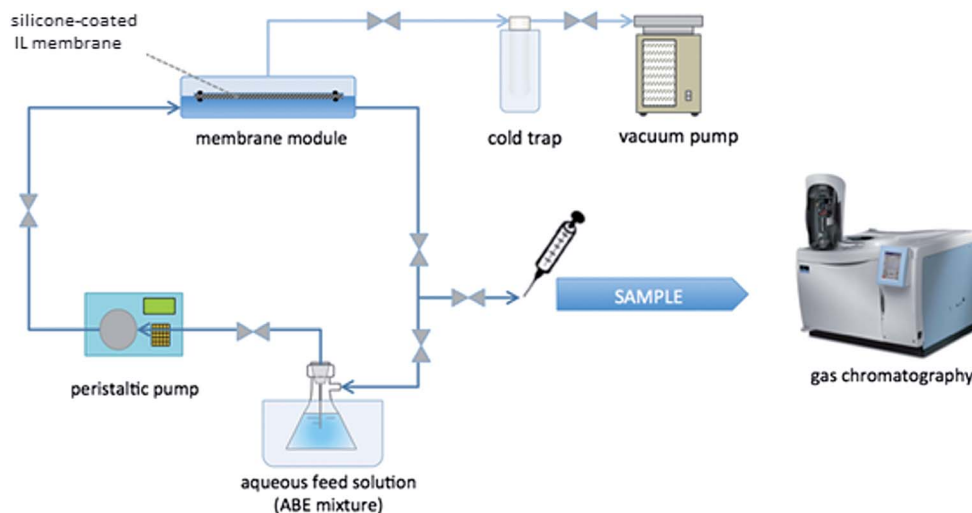 silicone-coated
IL membrane
membrane module
cold trap
vacuum pump
SAMPLE
peristaltic pump
gas chromatography
aqueous feed solution
(ABE mixture)